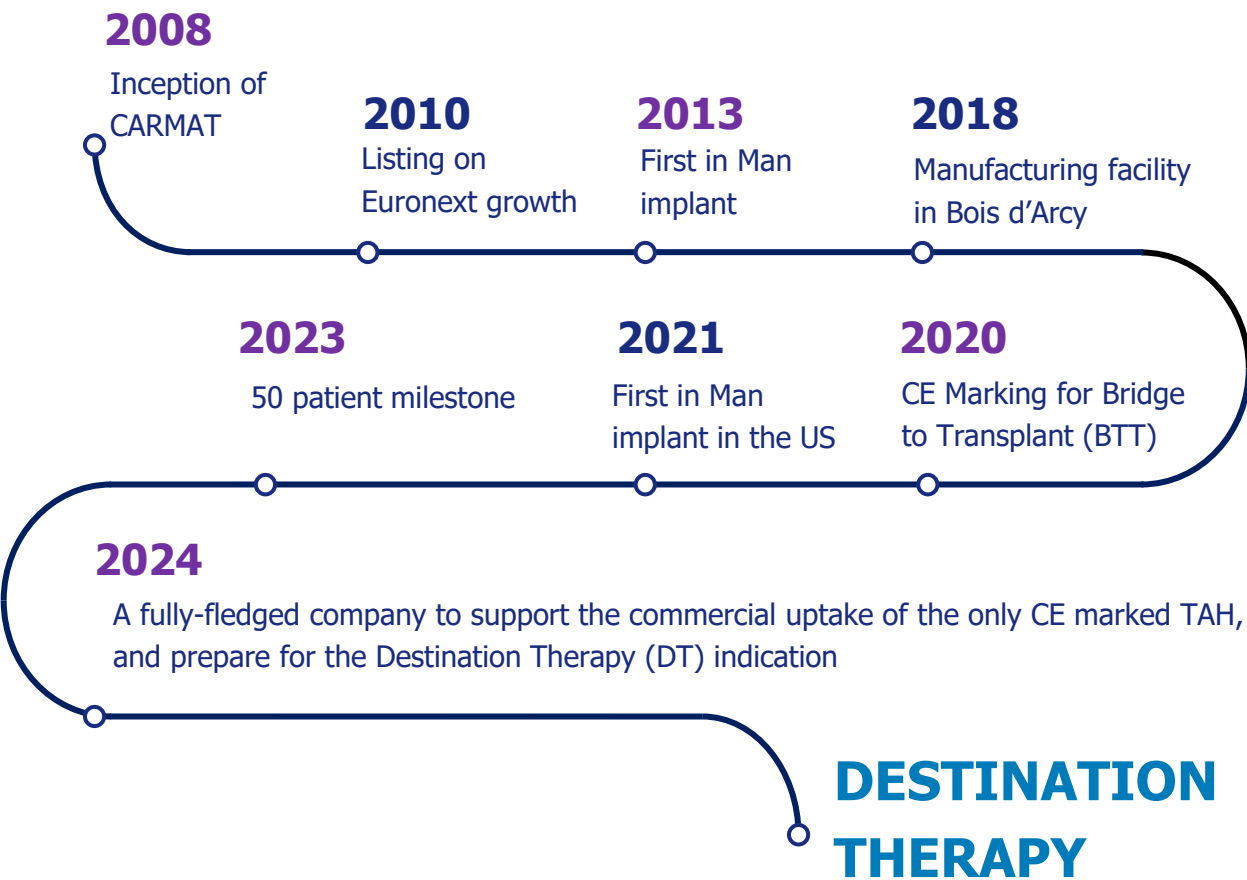 2008
Inception of
CARMAT
2010
Listing on
Euronext growth
2013
First in Man
implant
2018
Manufacturing facility
in Bois d’Arcy
2020
CE Marking for Bridge
to Transplant (BTT)
2021
First in Man
implant in the US
2023
50 patient milestone
2024
A fully-fledged company to support the commercial uptake of the only CE marked TAH,
and prepare for the Destination Therapy (DT) indication
DESTINATION
THERAPY